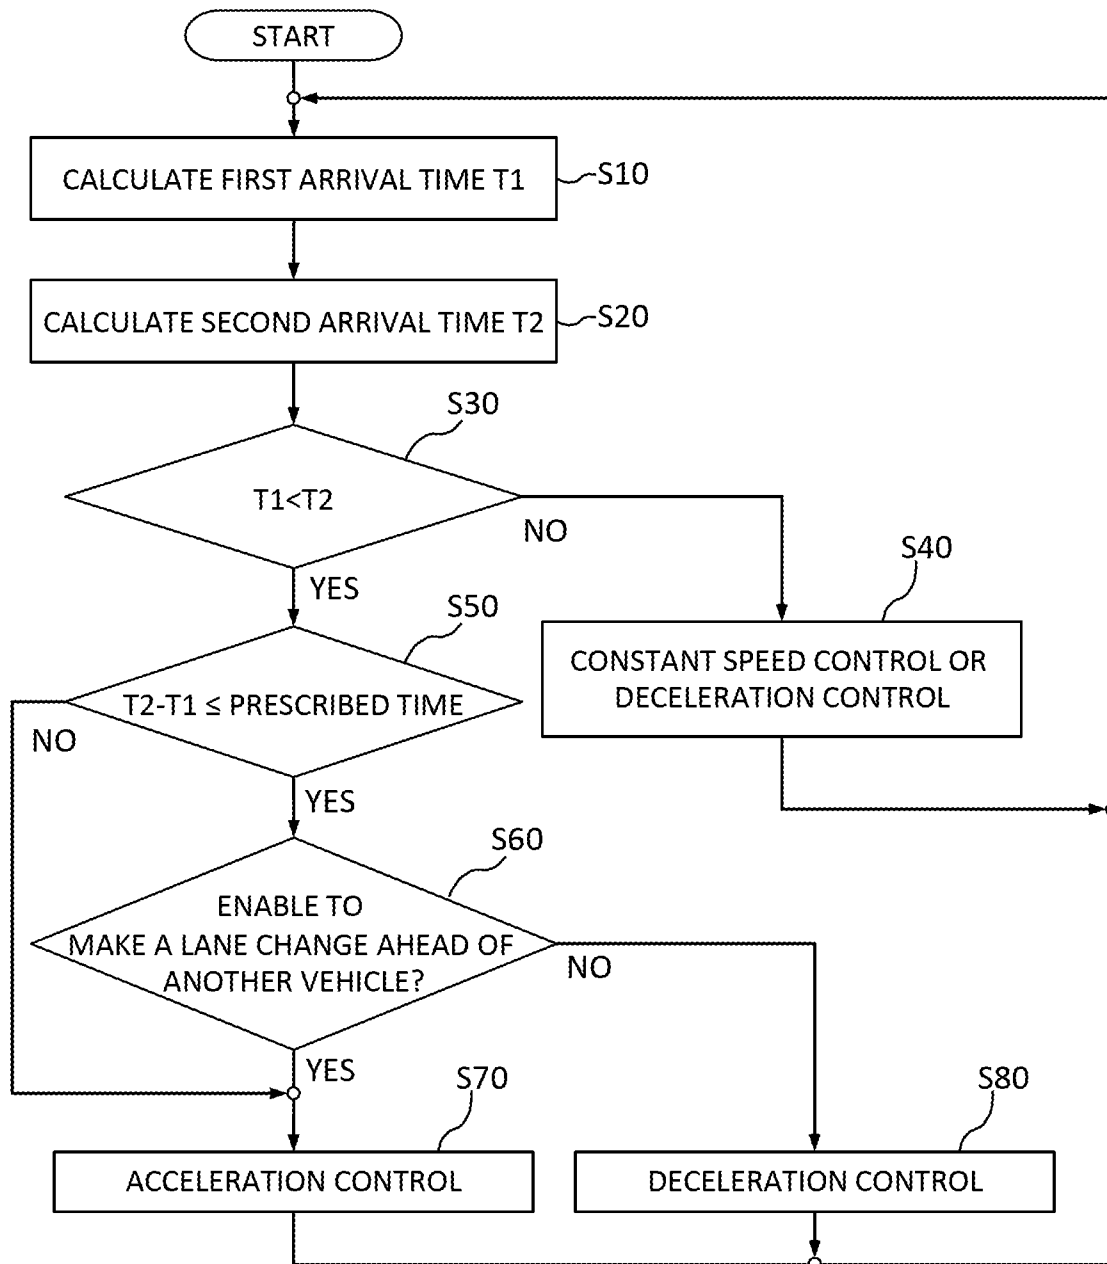 START
CALCULATE FIRST ARRIVAL TIME T1
S10
CALCULATE SECOND ARRIVAL TIME T2
S20
S30
T1<T2
NO
YES
S40
CONSTANT SPEED CONTROL OR
DECELERATION CONTROL
S50
T2-T1 ≤ PRESCRIBED TIME
NO
YES
S60
ENABLE TO
MAKE A LANE CHANGE AHEAD OF
ANOTHER VEHICLE?
NO
YES
S70
ACCELERATION CONTROL
S80
DECELERATION CONTROL